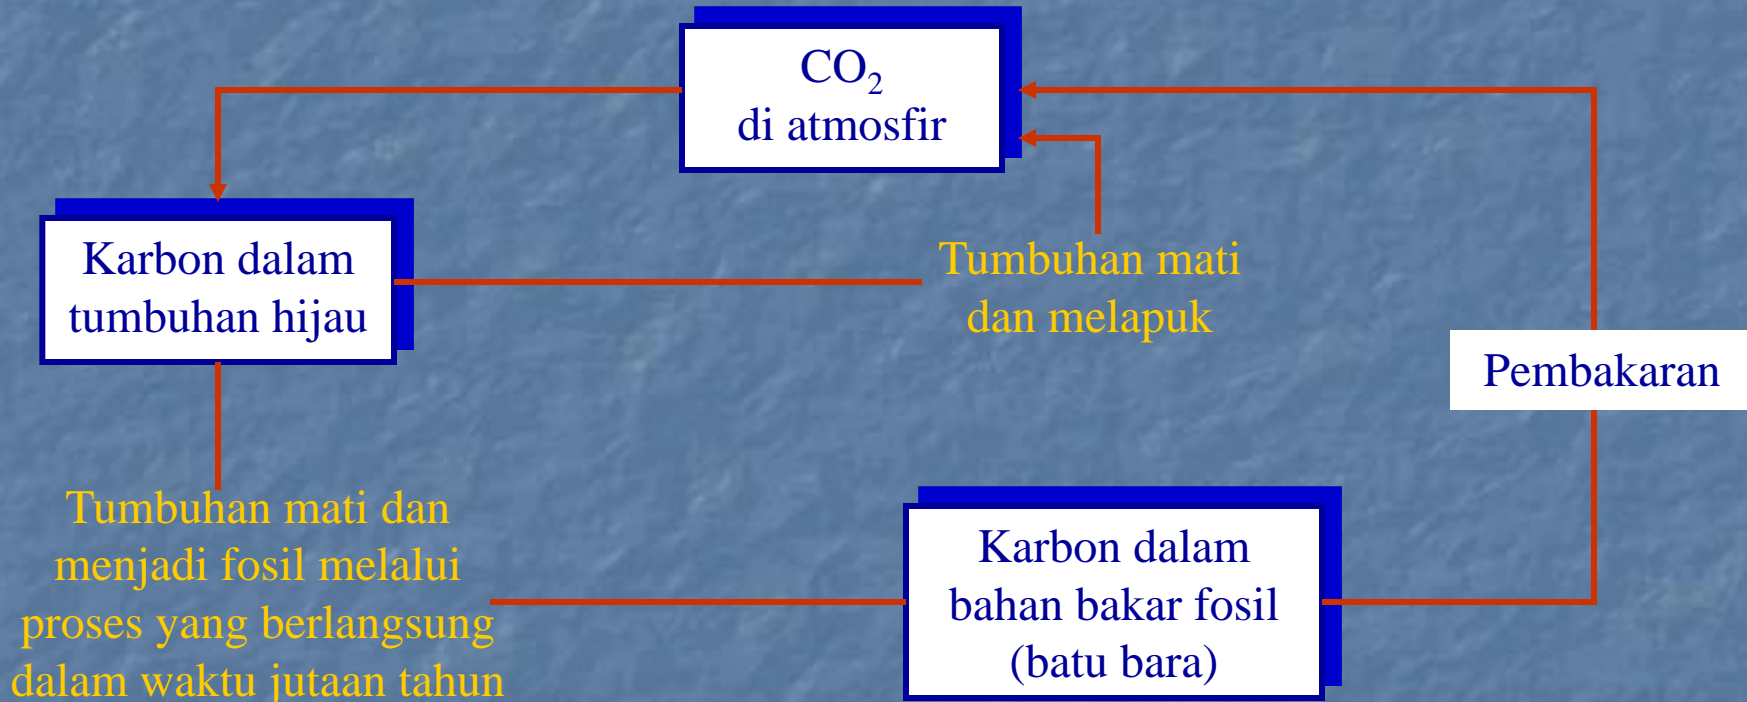 CO₂
di atmosfir
Karbon dalam
tumbuhan hijau
Tumbuhan mati
dan melapuk
Pembakaran
Tumbuhan mati dan
menjadi fosil melalui
proses yang berlangsung
dalam waktu jutaan tahun
Karbon dalam
bahan bakar fosil
(batu bara)